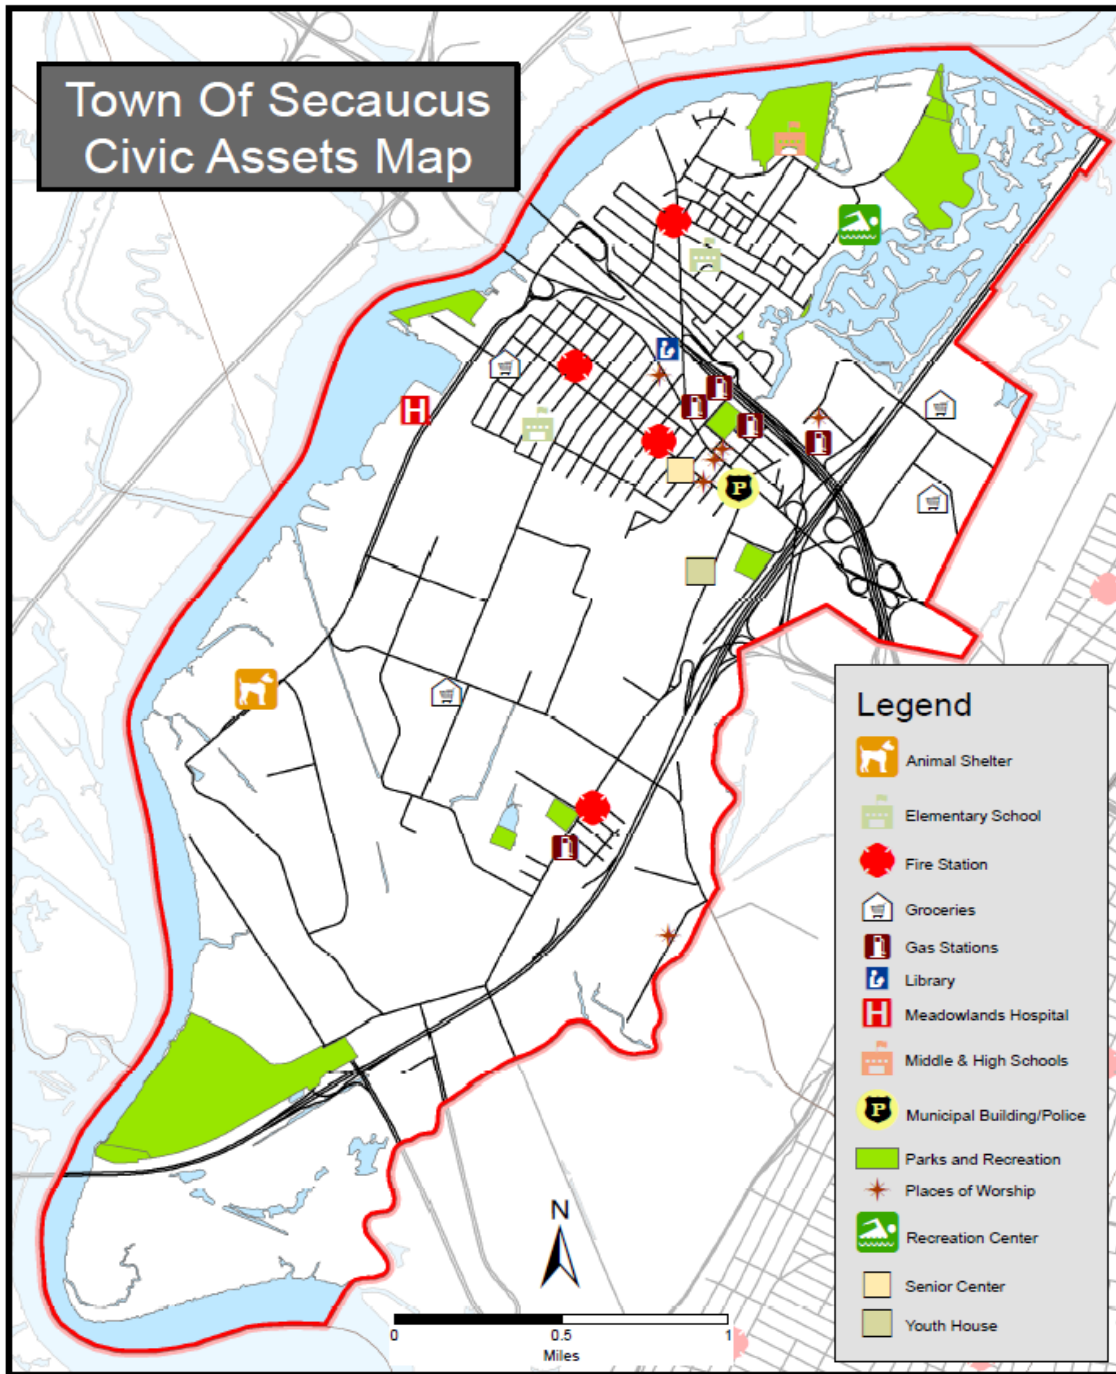 Town Of Secaucus
Civic Assets Map
H
P
Legend
Animal Shelter
Elementary School
Fire Station
Groceries
Gas Stations
Library
H Meadowlands Hospital
Middle & High Schools
P Municipal Building/Police
Parks and Recreation
Places of Worship
Recreation Center
Senior Center
Youth House
N
0 0.5 1
Miles